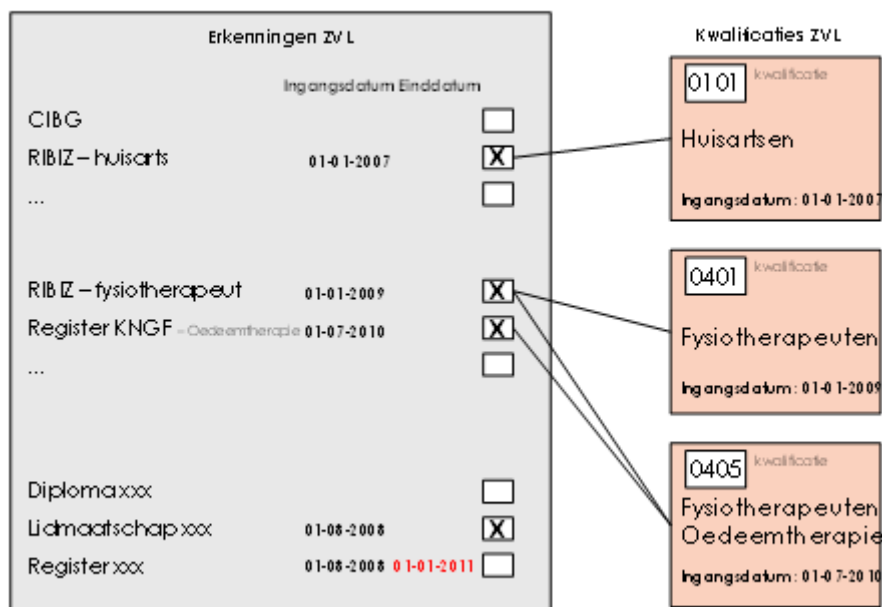 Erkenningen ZVL
Ingangsdatum Einddatum
CIBG
RIBIZ – huisarts 01-01-2007 X
...
RIBIZ – fysiotherapeut 01-01-2009 X
Register KNGF – Oedeemtherapie 01-07-2010 X
...
Diploma xxx
Lidmaatschap xxx 01-08-2008 X
Register xxx 01-08-2008 01-01-2011
Kwalificaties ZVL
0101 kwalificatie
Huisartsen
Ingangsdatum: 01-01-2007
0401 kwalificatie
Fysiotherapeuten
Ingangsdatum: 01-01-2009
0405 kwalificatie
Fysiotherapeuten
Oedeemtherapie
Ingangsdatum: 01-07-2010